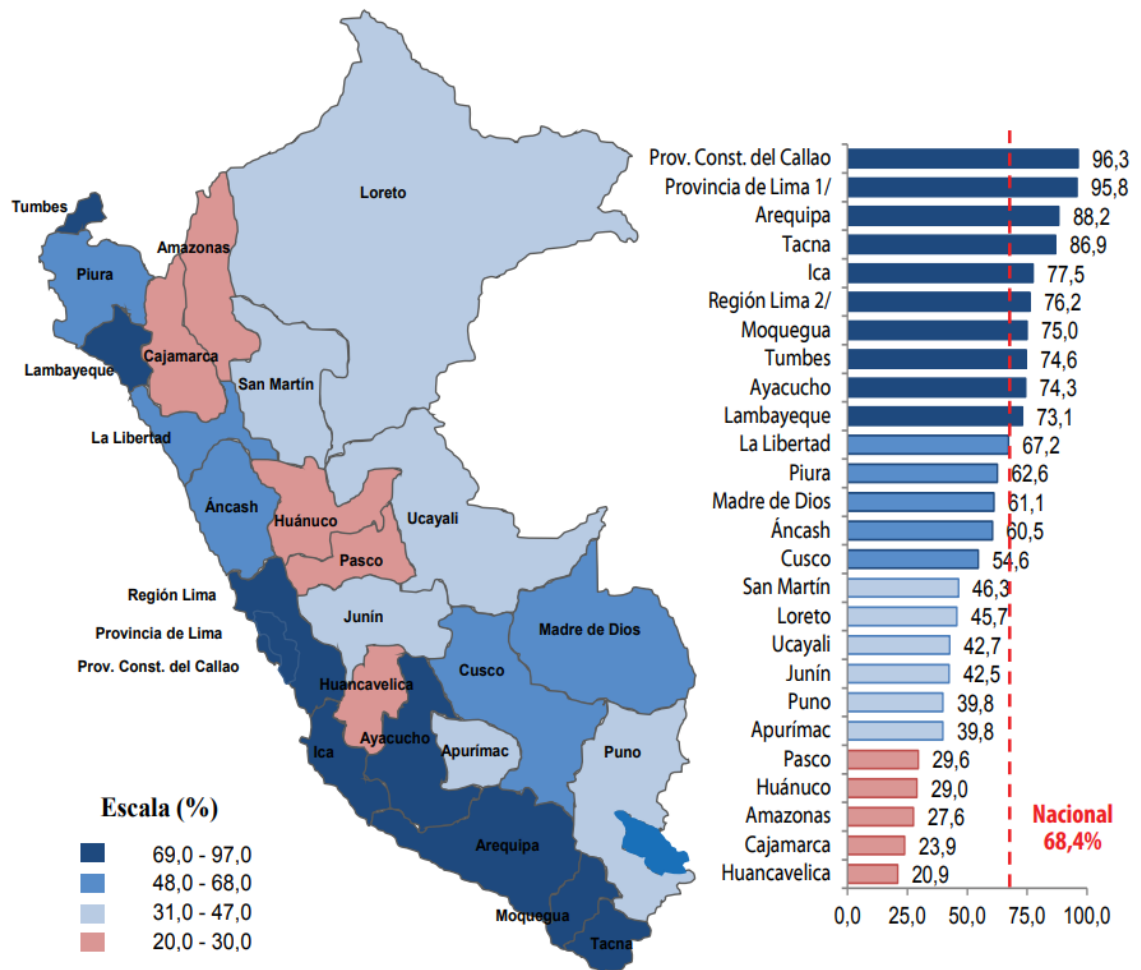 Loreto
Tumbes
Amazonas
Piura
Cajamarca
Lambayeque
San Martín
La Libertad
Áncash
Huánuco
Ucayali
Pasco
Región Lima
Junín
Provincia de Lima
Madre de Dios
Prov. Const. del Callao
Cusco
Huancavelica
Ayacucho
Ica
Apurímac
Puno
Arequipa
Moquegua
Tacna
Escala (%)
69,0 - 97,0
48,0 - 68,0
31,0 - 47,0
20,0 - 30,0
Prov. Const. del Callao 96,3
Provincia de Lima 1/ 95,8
Arequipa 88,2
Tacna 86,9
Ica 77,5
Región Lima 2/ 76,2
Moquegua 75,0
Tumbes 74,6
Ayacucho 74,3
Lambayeque 73,1
La Libertad 67,2
Piura 62,6
Madre de Dios 61,1
Áncash 60,5
Cusco 54,6
San Martín 46,3
Loreto 45,7
Ucayali 42,7
Junín 42,5
Puno 39,8
Apurímac 39,8
Pasco 29,6
Huánuco 29,0
Amazonas 27,6
Cajamarca 23,9
Huancavelica 20,9
Nacional
68,4%
0,0 25,0 50,0 75,0 100,0